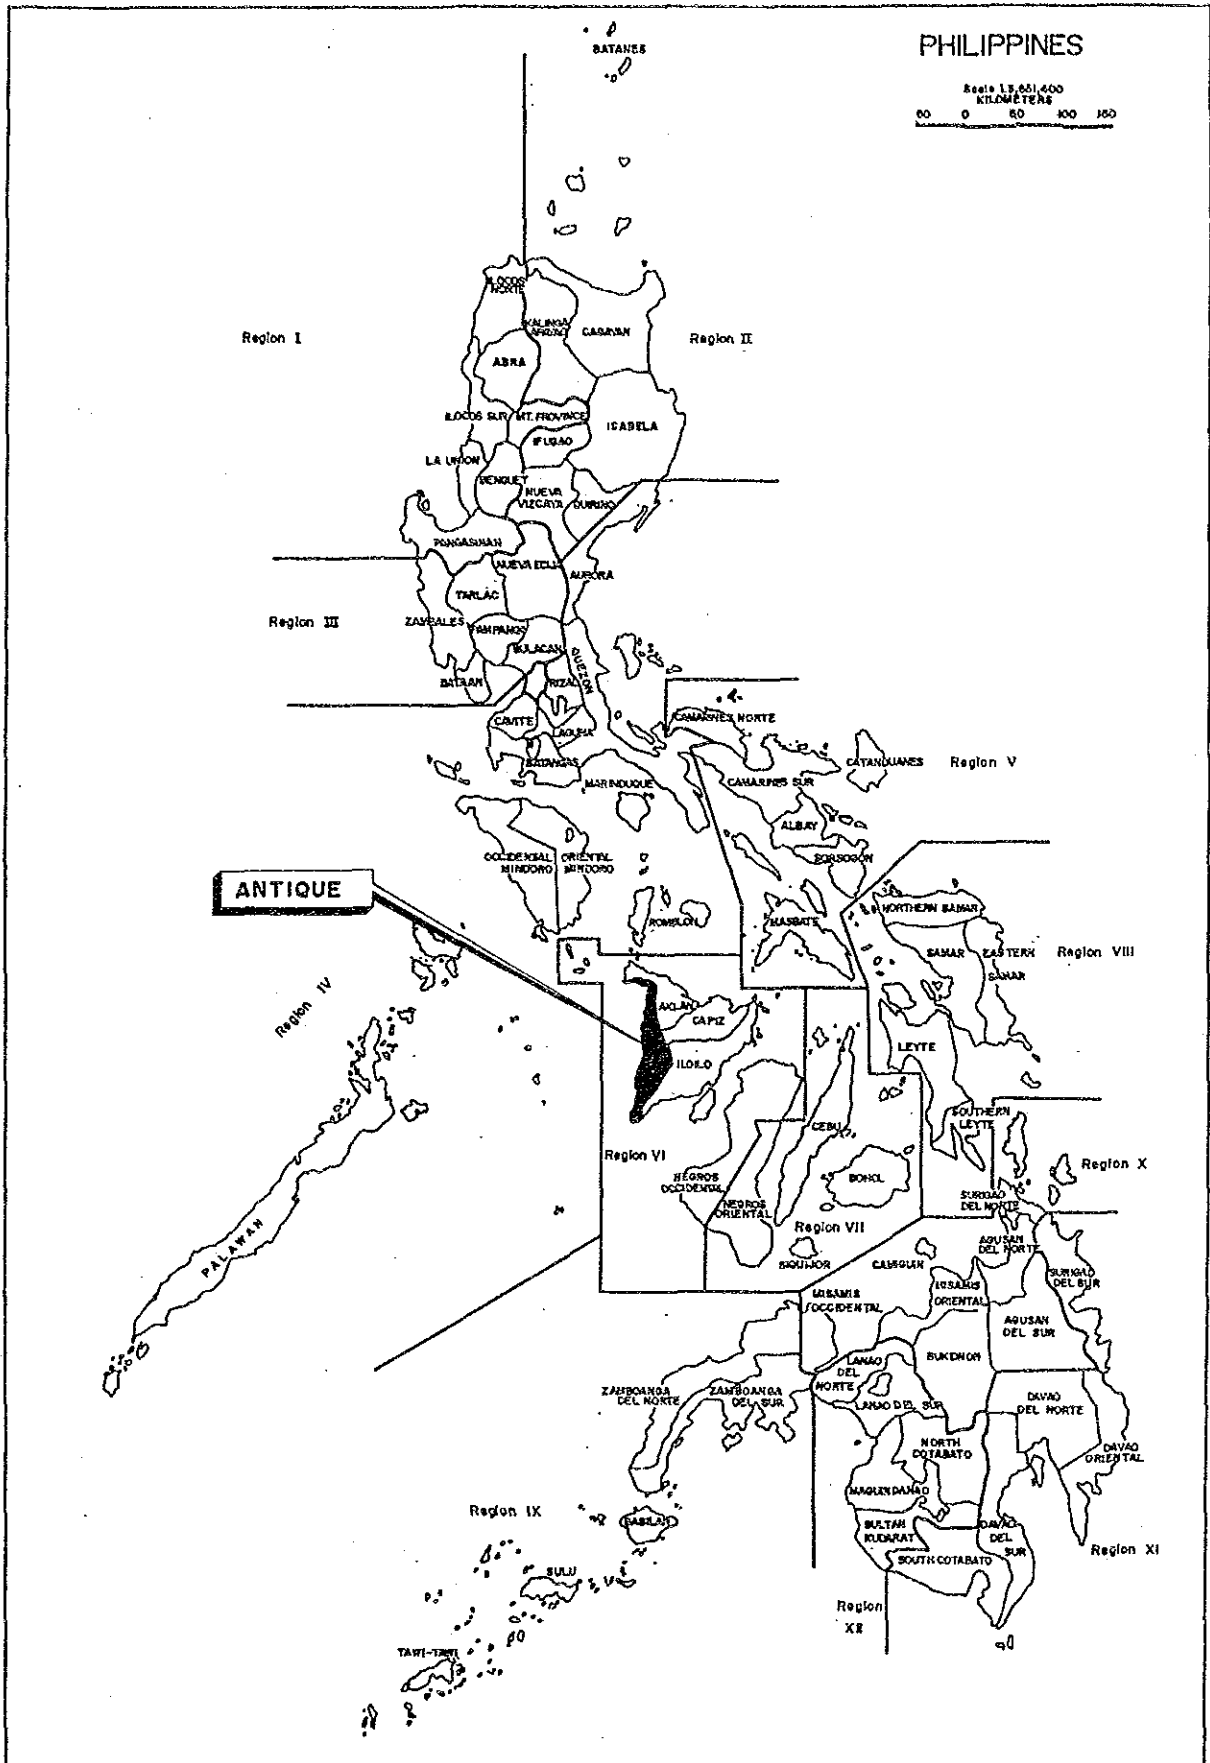 BATANES
PHILIPPINES
KILOMETERS
50 0 50 100 150
ILOCOS
NORTE
KALINGA
APAYAO
CAGAYAN
Region I
Region II
ABRA
ILOCOS SUR
MT. PROVINCE
ISABELA
IFUGAO
LA UNION
BENGUET
NUEVA
VIZCAYA
QUIRINO
PANGASINAN
NUEVA ECIJA
AURORA
TARLAC
Region III
ZAMBALES
PAMPANGA
BULACAN
QUEZON
BATAAN
RIZAL
CAVITE
LAGUNA
CAMARINES NORTE
BATANGAS
CATANDUANES
Region V
MARINDUQUE
CAMARINES SUR
ALBAY
SORSOGON
OCCIDENTAL
MINDORO
ORIENTAL
MINDORO
ANTIQUE
ROMBLON
MASBATE
NORTHERN SAMAR
SAMAR
EASTERN
SAMAR
Region VIII
Region IV
AKLAN
CAPIZ
ILOILO
LEYTE
CEBU
SOUTHERN
LEYTE
Region VI
BOHOL
Region X
NEGROS
OCCIDENTAL
NEGROS
ORIENTAL
SURIGAO
DEL NORTE
PALAWAN
Region VII
AGUSAN
DEL NORTE
SIQUIJOR
CAMIGUIN
SURIGAO
DEL SUR
MISAMIS
OCCIDENTAL
MISAMIS
ORIENTAL
AGUSAN
DEL SUR
BUKIDNON
LANAO
DEL
NORTE
ZAMBOANGA
DEL NORTE
ZAMBOANGA
DEL SUR
LANAO DEL SUR
DAVAO
DEL NORTE
NORTH
COTABATO
DAVAO
ORIENTAL
MAGUINDANAO
Region IX
BASILAN
SULTAN
KUDARAT
DAVAO
DEL
SUR
SOUTH COTABATO
Region XI
SULU
Region
XII
TAWI-TAWI